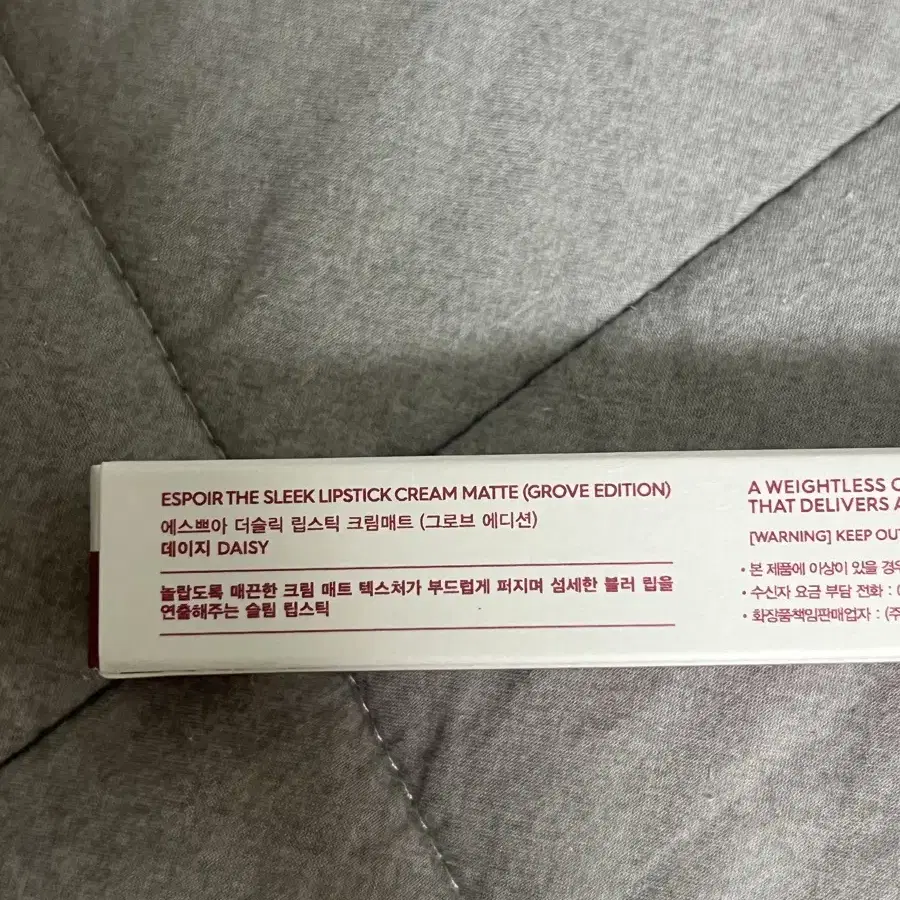 ESPOIR THE SLEEK LIPSTICK CREAM MATTE (GROVE EDITION)
에스쁘아 더슬릭 립스틱 크림매트 (그로브 에디션)
데이지 DAISY
놀랍도록 매끈한 크림 매트 텍스처가 부드럽게 퍼지며 섬세한 블러 립을
연출해주는 슬림 립스틱
A WEIGHTLESS
THAT DELIVERS
[WARNING] KEEP OUT
• 본 제품에 이상이 있을 경우
• 수신자 요금 부담 전화 : (
• 화장품책임판매업자 : (주